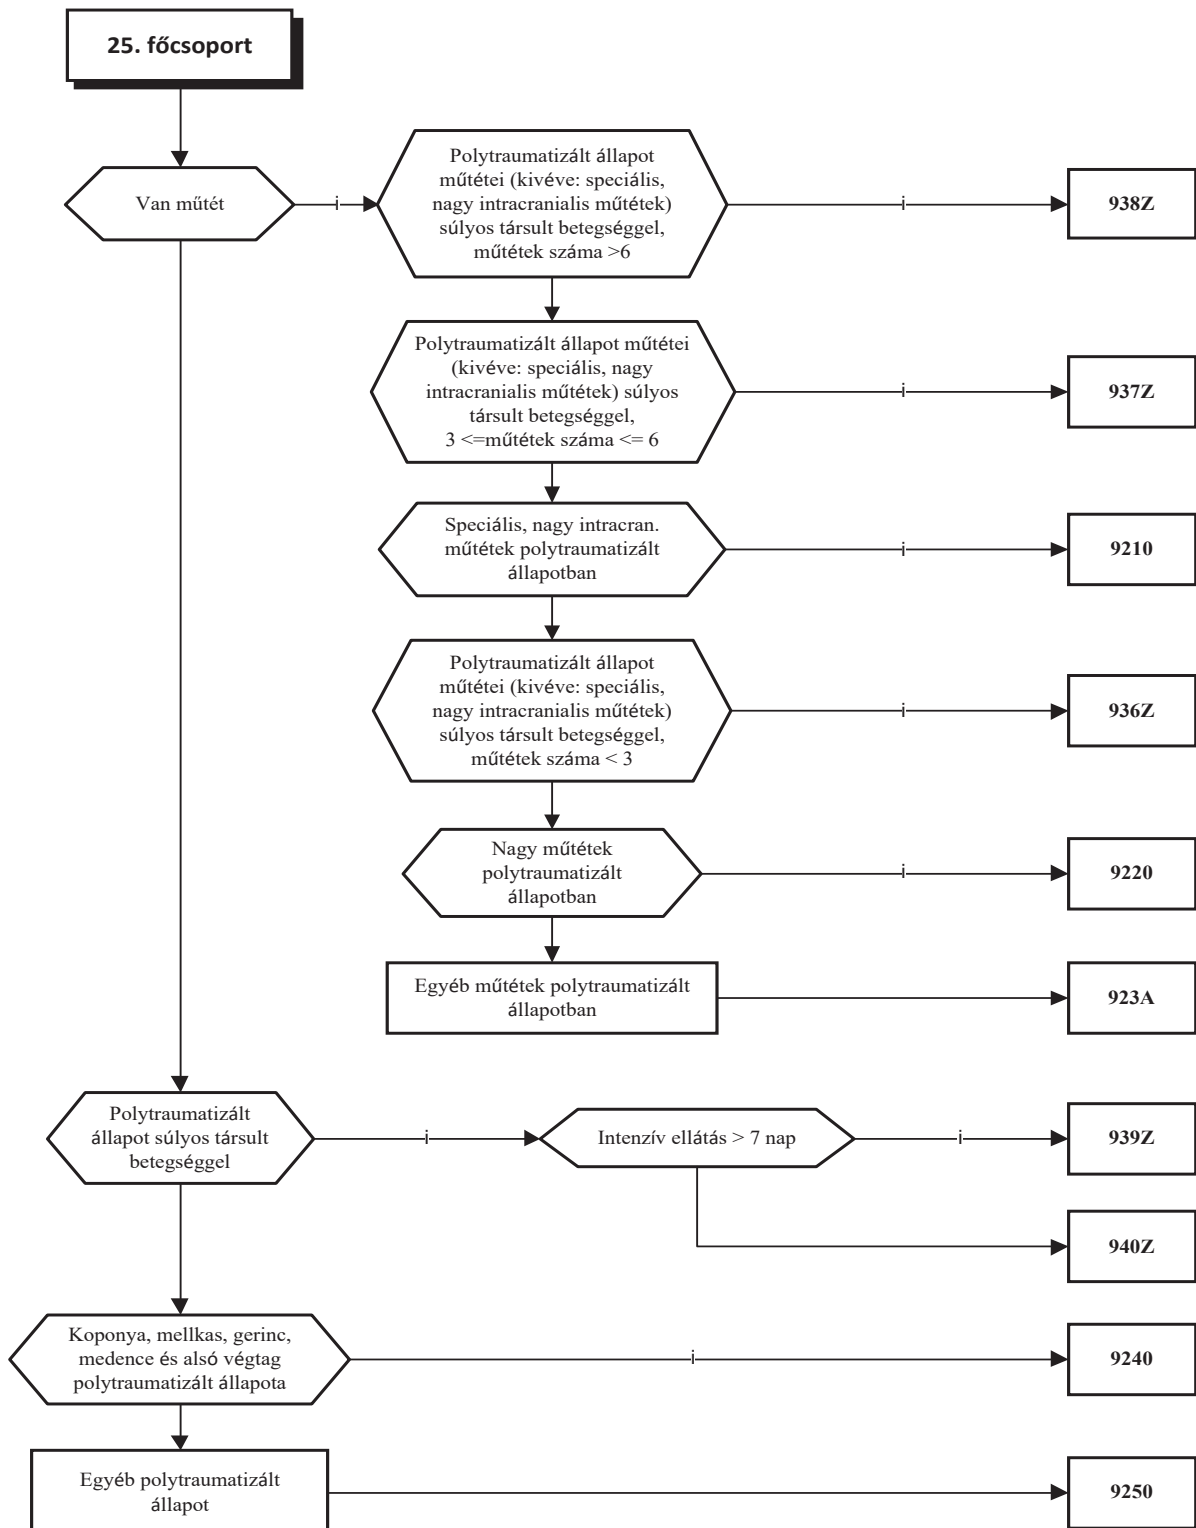 25. főcsoport
Van műtét
i
Polytraumatizált állapot
műtétei (kivéve: speciális,
nagy intracranialis műtétek)
súlyos társult betegséggel,
műtétek száma >6
i
938Z
Polytraumatizált állapot műtétei
(kivéve: speciális, nagy
intracranialis műtétek) súlyos
társult betegséggel,
3 <=műtétek száma <= 6
i
937Z
Speciális, nagy intracran.
műtétek polytraumatizált
állapotban
i
9210
Polytraumatizált állapot
műtétei (kivéve: speciális,
nagy intracranialis műtétek)
súlyos társult betegséggel,
műtétek száma < 3
i
936Z
Nagy műtétek
polytraumatizált
állapotban
i
9220
Egyéb műtétek polytraumatizált
állapotban
923A
Polytraumatizált
állapot súlyos társult
betegséggel
i
Intenzív ellátás > 7 nap
i
939Z
940Z
Koponya, mellkas, gerinc,
medence és alsó végtag
polytraumatizált állapota
i
9240
Egyéb polytraumatizált
állapot
9250